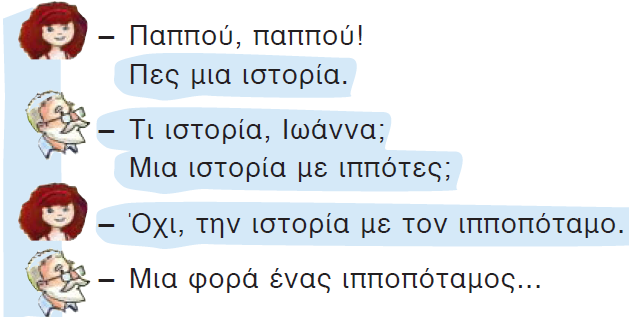 – Παππού, παππού!
Πες μια ιστορία.
– Τι ιστορία, Ιωάννα;
Μια ιστορία με ιππότες;
– Όχι, την ιστορία με τον ιπποπόταμο.
– Μια φορά ένας ιπποπόταμος...